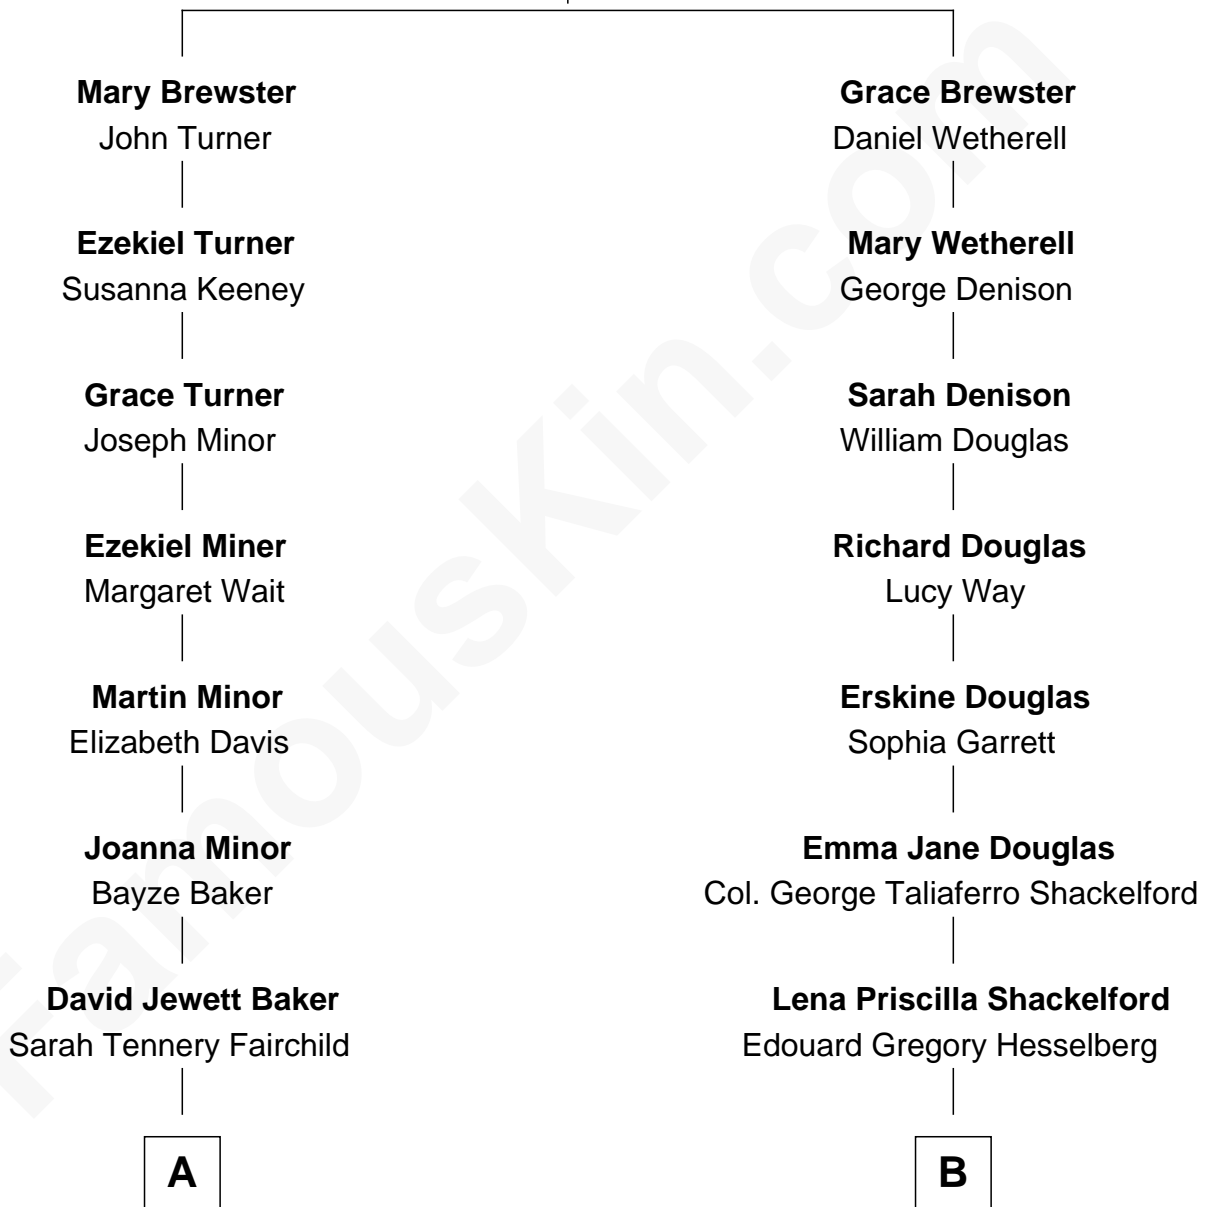 Mary Brewster
John Turner
Ezekiel Turner
Susanna Keeney
Grace Turner
Joseph Minor
Ezekiel Miner
Margaret Wait
Martin Minor
Elizabeth Davis
Joanna Minor
Bayze Baker
David Jewett Baker
Sarah Tennery Fairchild
A
Grace Brewster
Daniel Wetherell
Mary Wetherell
George Denison
Sarah Denison
William Douglas
Richard Douglas
Lucy Way
Erskine Douglas
Sophia Garrett
Emma Jane Douglas
Col. George Taliaferro Shackelford
Lena Priscilla Shackelford
Edouard Gregory Hesselberg
B
FamousKin.com